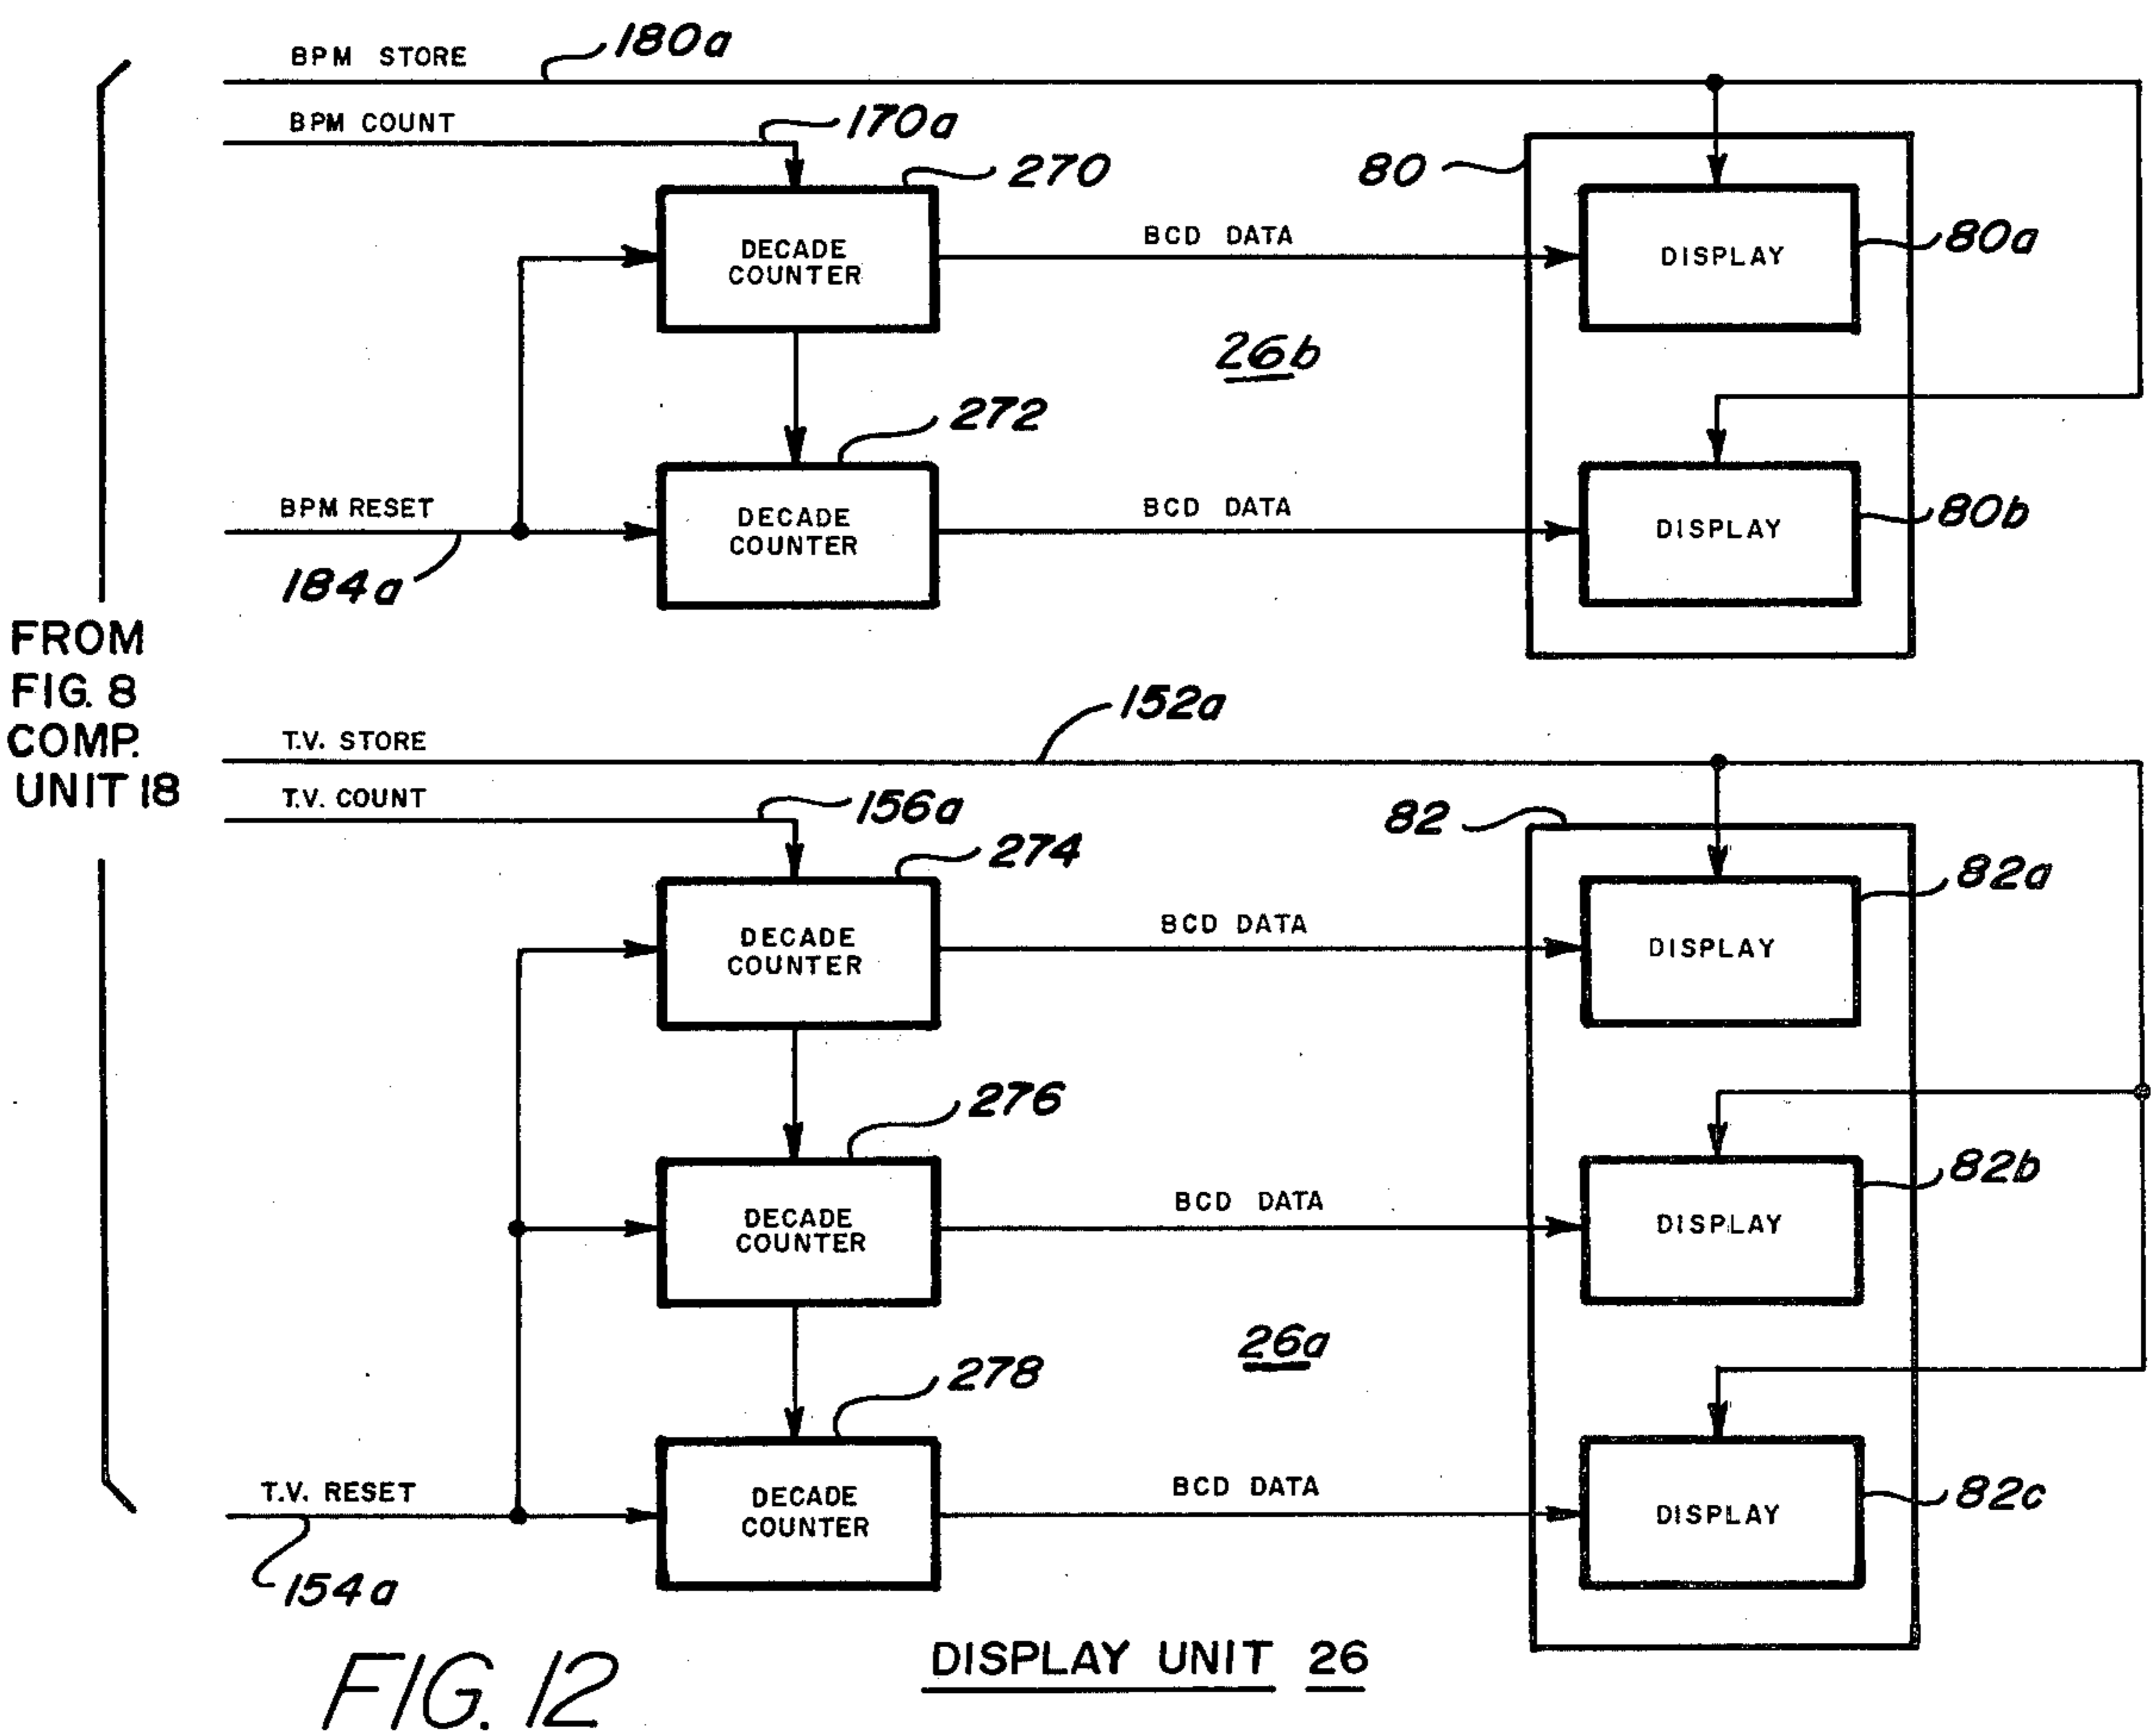 BPM STORE
180a
BPM COUNT
170a
270
80
DECADE
COUNTER
BCD DATA
DISPLAY
80a
26b
272
BPM RESET
184a
DECADE
COUNTER
BCD DATA
DISPLAY
80b
FROM
FIG. 8
COMP.
UNIT 18
T.V. STORE
152a
T.V. COUNT
156a
274
82
82a
DECADE
COUNTER
BCD DATA
DISPLAY
276
82b
DECADE
COUNTER
BCD DATA
DISPLAY
26a
278
T.V. RESET
154a
DECADE
COUNTER
BCD DATA
DISPLAY
82c
FIG. 12
DISPLAY UNIT 26